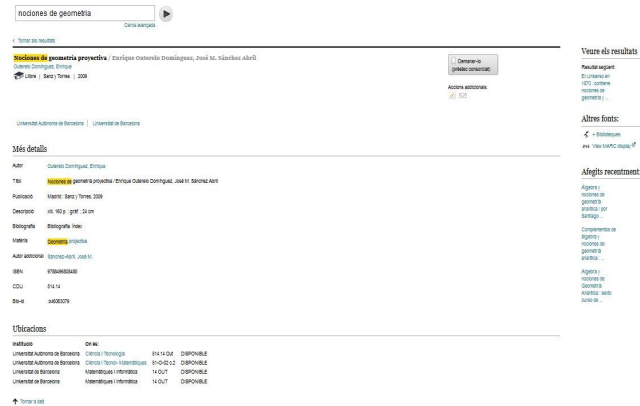 nociones de geometria
Cerca avançada
‹ Tornar als resultats
Nociones de geometría proyectiva / Enrique Outerelo Domínguez, José M. Sánchez Abril
Outerelo Domínguez, Enrique
Llibre | Sanz y Torres | 2009
Universitat Autònoma de Barcelona | Universitat de Barcelona
Demanar-lo
(préstec consorciat)
Accions addicionals:
Més detalls
Autor Outerelo Domínguez, Enrique
Títol Nociones de geometría proyectiva / Enrique Outerelo Domínguez, José M. Sánchez Abril
Publicació Madrid : Sanz y Torres, 2009
Descripció xiii, 160 p. : gràf. ; 24 cm
Bibliografia Bibliografia. Índex
Matèria Geometria projectiva
Autor addicional Sánchez-Abril, José M.
ISBN
CDU 514.14
Bib-id
Ubicacions
Institució On és:
Universitat Autònoma de Barcelona Ciència i Tecnologia 514.14 Out DISPONIBLE
Universitat Autònoma de Barcelona Ciència i Tecnol- Matemàtiques 51-O-02 c.2 DISPONIBLE
Universitat de Barcelona Matemàtiques i Informàtica 14 OUT DISPONIBLE
Universitat de Barcelona Matemàtiques i Informàtica 14 OUT DISPONIBLE
Tornar a dalt
Veure els resultats
Resultat següent
El Universo en
1970 : contiene
nociones de
geometría y ...
Altres fonts:
+ Biblioteques
View MARC display
Afegits recentment
Álgebra y
nociones de
geometría
analítica / por
Santiago ...
Complementos de
álgebra y
nociones de
geometría
analítica ...
Álgebra y
nociones de
Geometría
Analítica : sexto
curso de ...